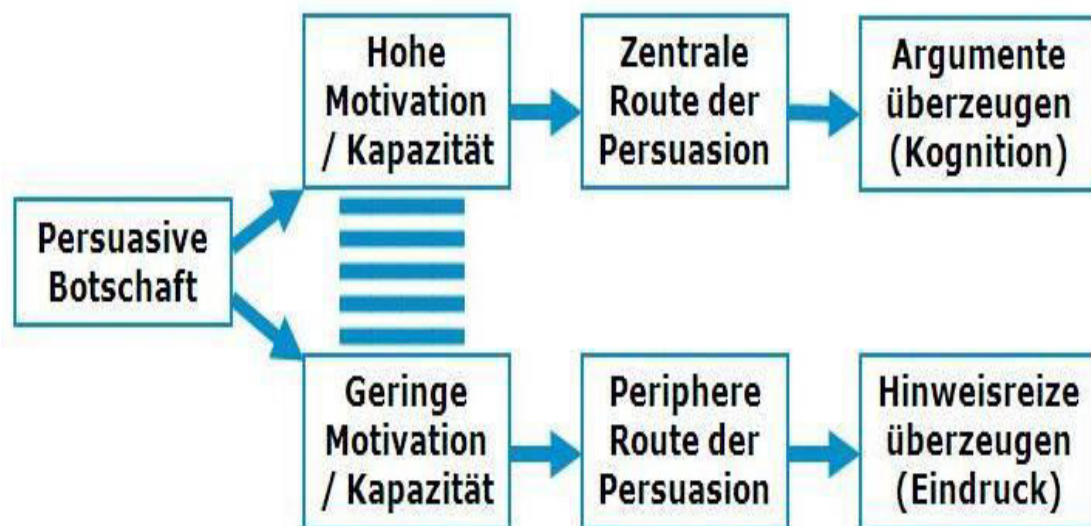 Persuasive
Botschaft
Hohe
Motivation
/ Kapazität
Zentrale
Route der
Persuasion
Argumente
überzeugen
(Kognition)
Geringe
Motivation
/ Kapazität
Periphere
Route der
Persuasion
Hinweisreize
überzeugen
(Eindruck)